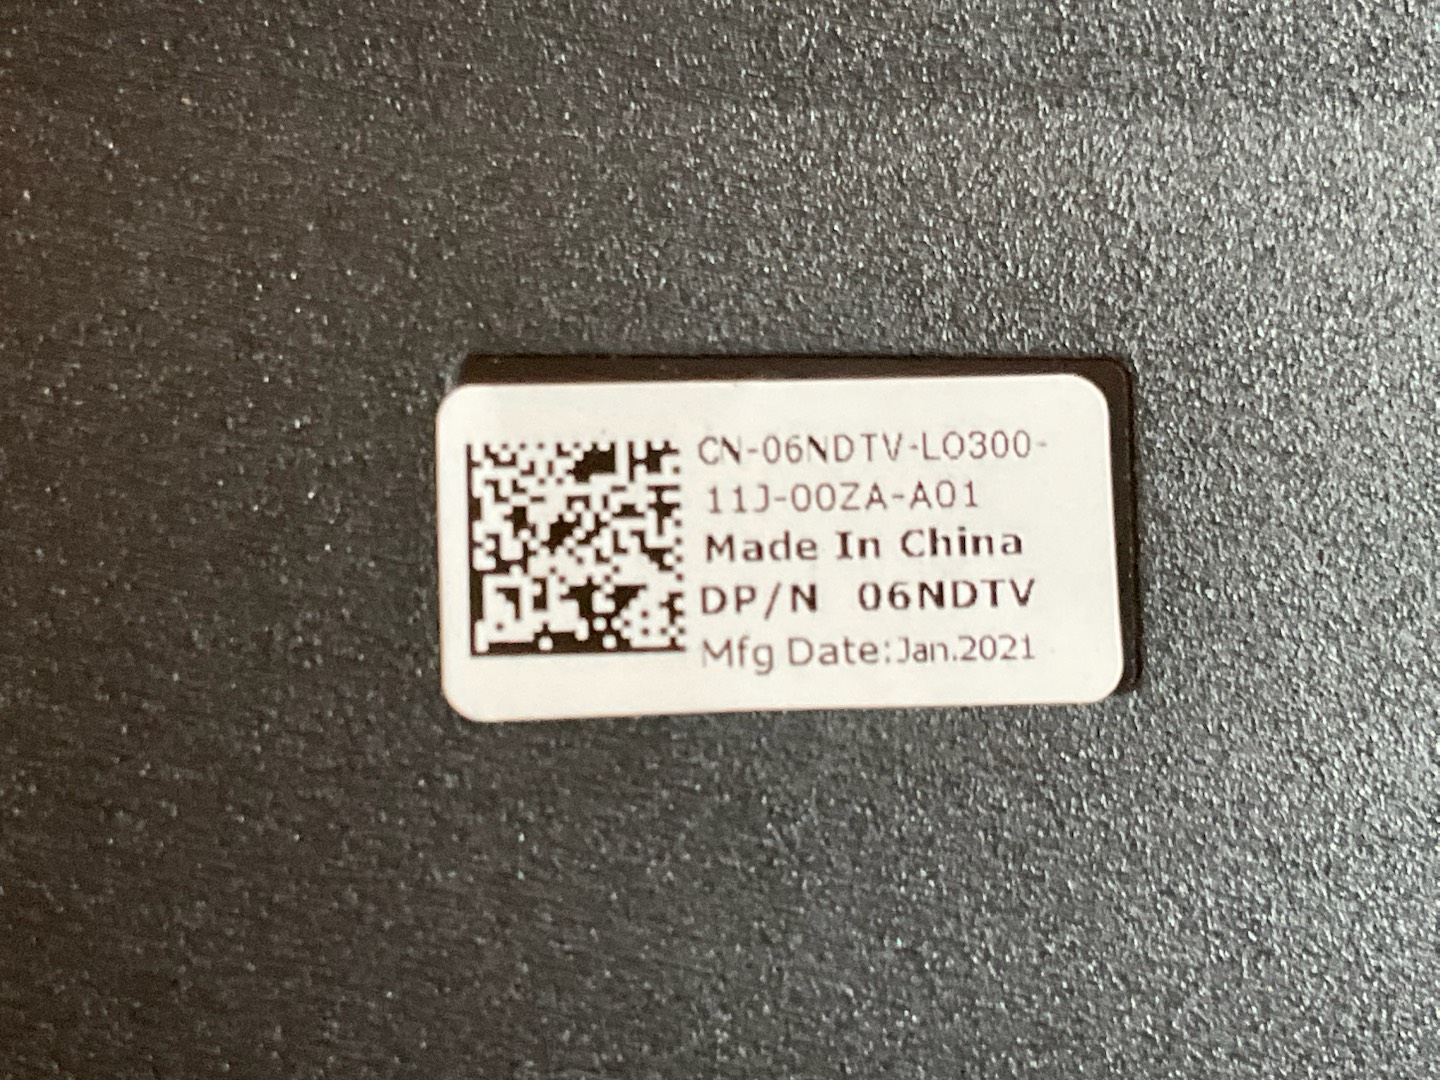 CN-06NDTV-LO300-
11J-00ZA-A01
Made In China
DP/N 06NDTV
Mfg Date:Jan.2021